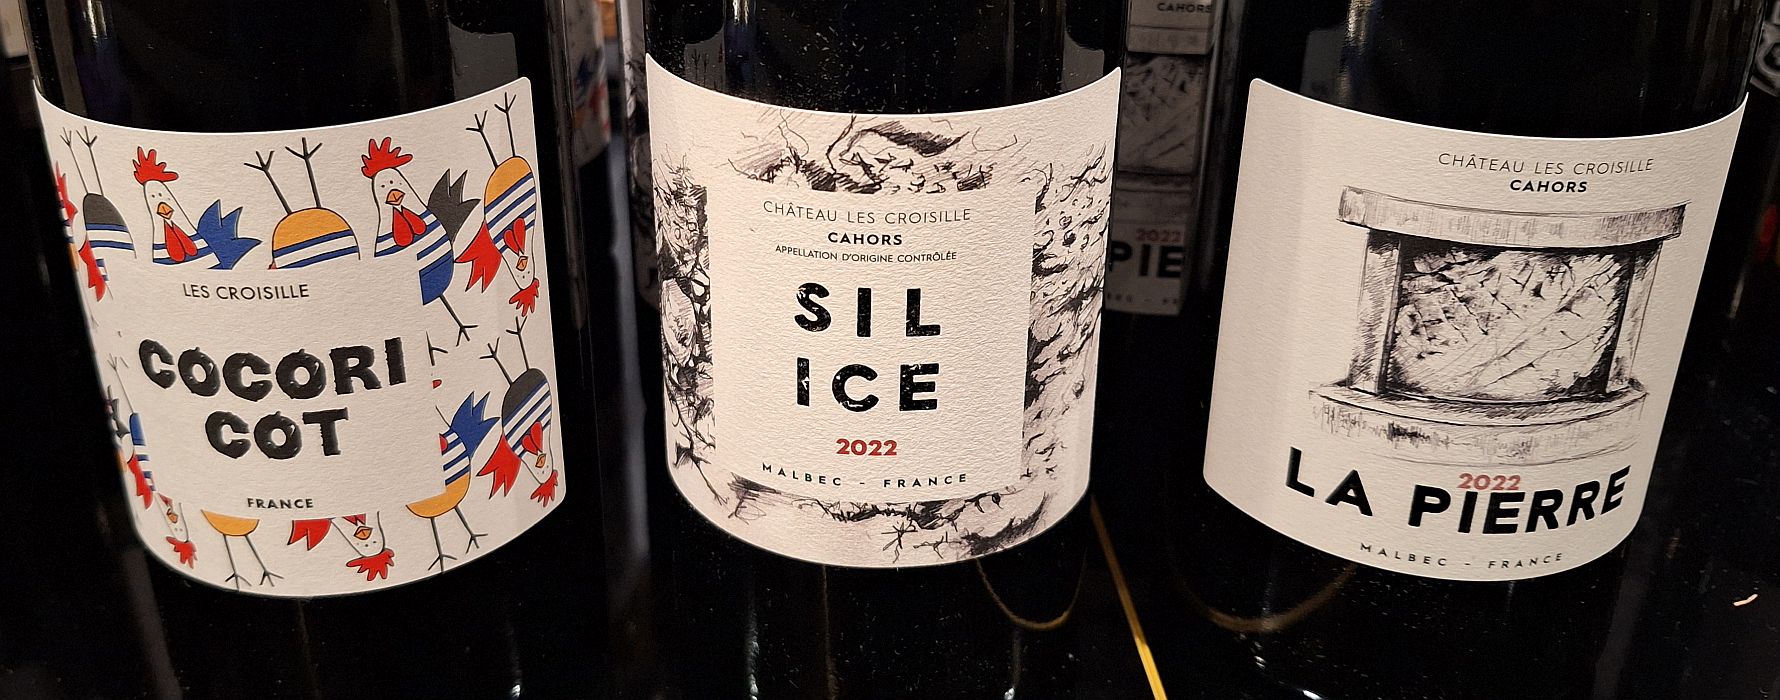 LES CROISILLE
COCORI
COT
FRANCE
CHÂTEAU LES CROISILLE
CAHORS
APPELLATION D'ORIGINE CONTRÔLÉE
SIL
ICE
2022
MALBEC - FRANCE
CAHORS
2022
PIE
CHÂTEAU LES CROISILLE
CAHORS
2022
LA PIERRE
MALBEC - FRANCE